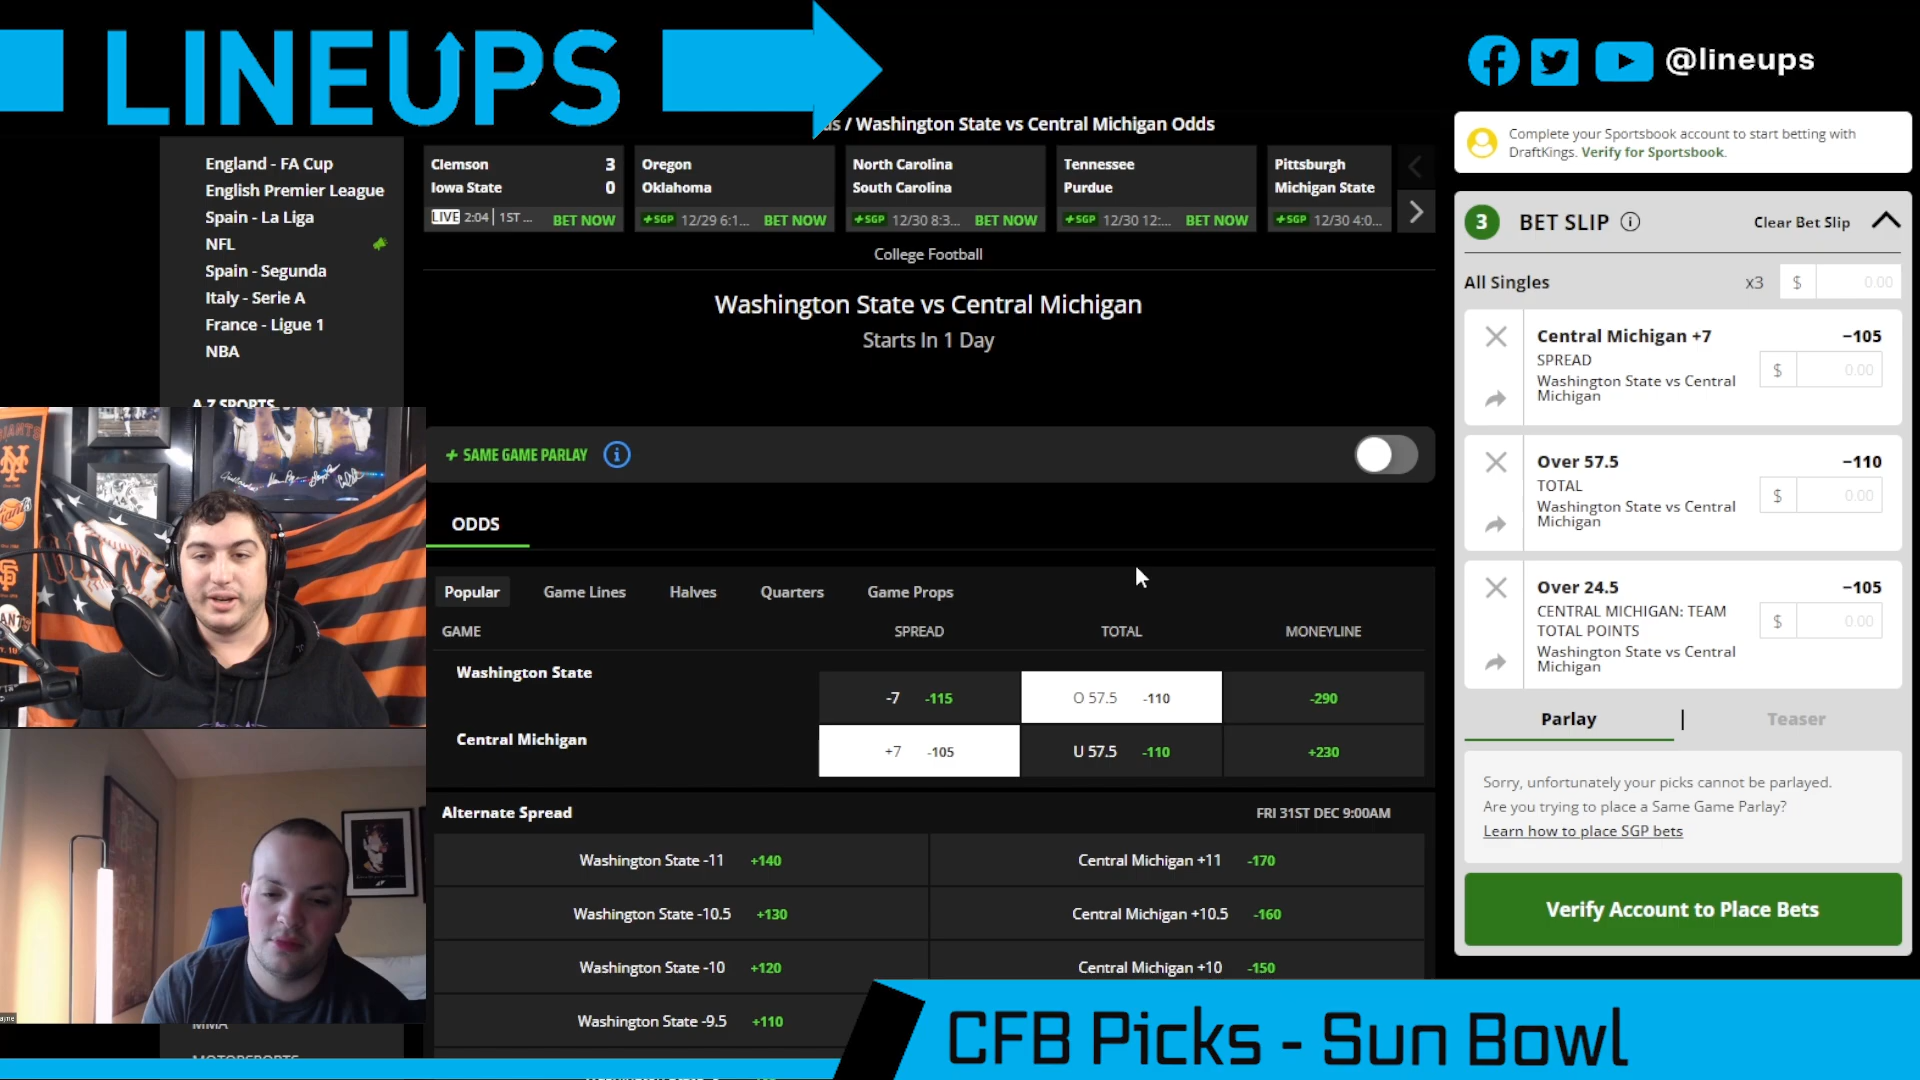 LINEUPS
@lineups
/ Washington State vs Central Michigan Odds
England - FA Cup
English Premier League
Spain - La Liga
NFL
Spain - Segunda
Italy - Serie A
France - Ligue 1
NBA
A-Z SPORTS
Clemson 3
Iowa State 0
LIVE 2:04 | 1ST ... BET NOW
Oregon
Oklahoma
+SGP 12/29 6:1... BET NOW
North Carolina
South Carolina
+SGP 12/30 8:3... BET NOW
Tennessee
Purdue
+SGP 12/30 12:... BET NOW
Pittsburgh
Michigan State
+SGP 12/30 4:0...
College Football
Washington State vs Central Michigan
Starts In 1 Day
+ SAME GAME PARLAY i
ODDS
Popular Game Lines Halves Quarters Game Props
GAME SPREAD TOTAL MONEYLINE
Washington State -7 -115 O 57.5 -110 -290
Central Michigan +7 -105 U 57.5 -110 +230
Alternate Spread FRI 31ST DEC 9:00AM
Washington State -11 +140 Central Michigan +11 -170
Washington State -10.5 +130 Central Michigan +10.5 -160
Washington State -10 +120 Central Michigan +10 -150
Washington State -9.5 +110
MMA
MOTORSPORTS
Complete your Sportsbook account to start betting with
DraftKings. Verify for Sportsbook.
3 BET SLIP i Clear Bet Slip
All Singles x3 $ 0.00
Central Michigan +7 −105
SPREAD
Washington State vs Central
Michigan
$ 0.00
Over 57.5 −110
TOTAL
Washington State vs Central
Michigan
$ 0.00
Over 24.5 −105
CENTRAL MICHIGAN: TEAM
TOTAL POINTS
Washington State vs Central
Michigan
$ 0.00
Parlay | Teaser
Sorry, unfortunately your picks cannot be parlayed.
Are you trying to place a Same Game Parlay?
Learn how to place SGP bets
Verify Account to Place Bets
CFB Picks - Sun Bowl